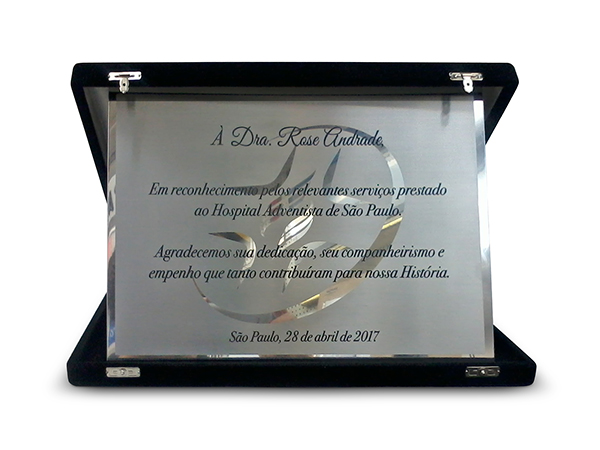 À Dra. Rose Andrade,
Em reconhecimento pelos relevantes serviços prestado
ao Hospital Adventista de São Paulo.
Agradecemos sua dedicação, seu companheirismo e
empenho que tanto contribuíram para nossa História.
São Paulo, 28 de abril de 2017